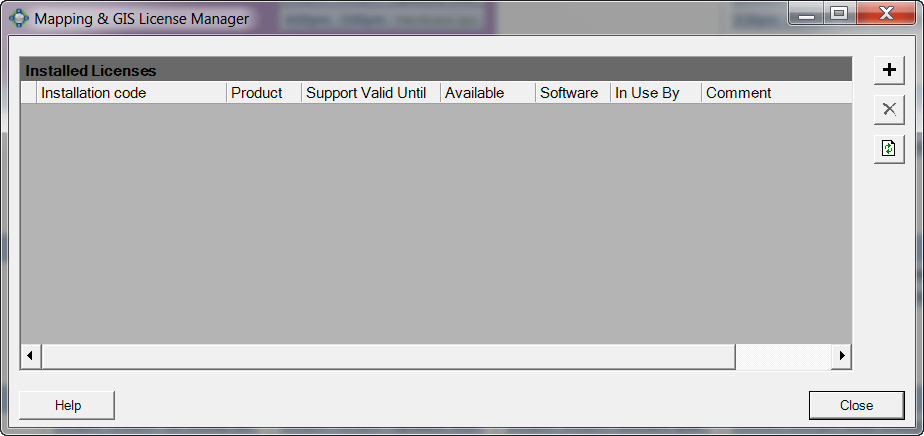 Mapping & GIS License Manager
Installed Licenses
Installation code Product Support Valid Until Available Software In Use By Comment
Help Close